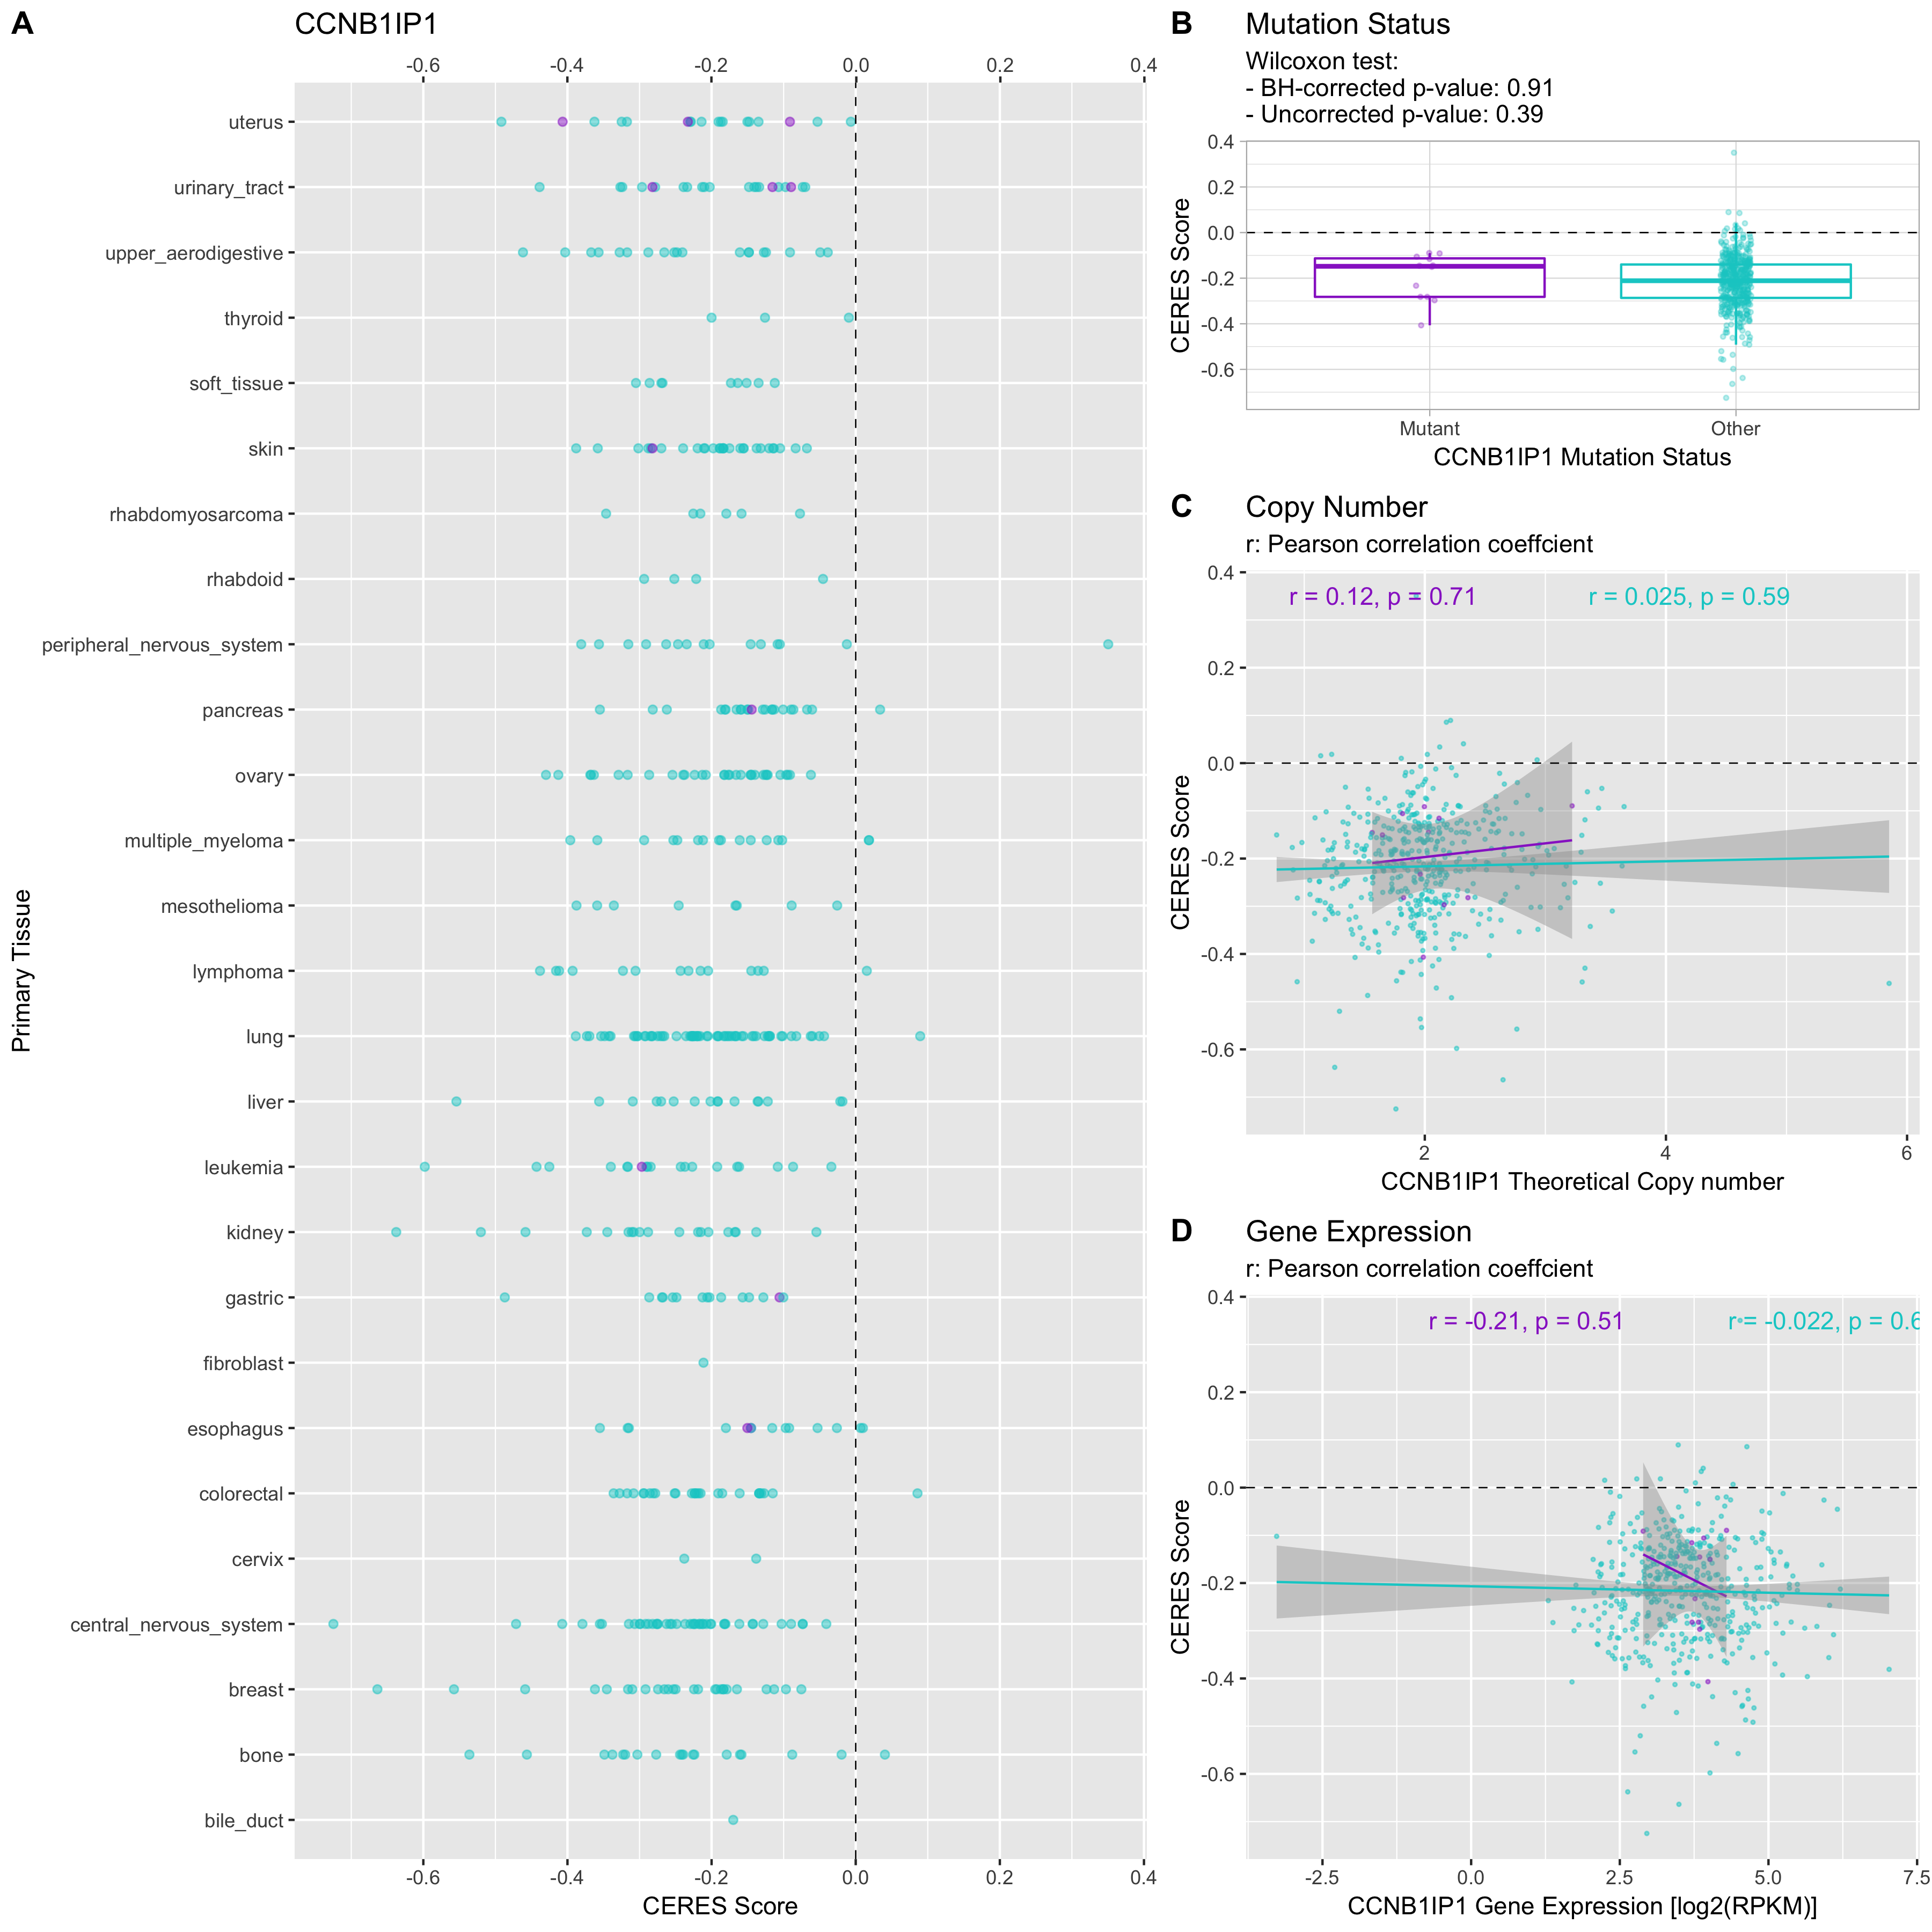 A
CCNB1IP1
-0.6 -0.4 -0.2 0.0 0.2 0.4
Primary Tissue
uterus
urinary_tract
upper_aerodigestive
thyroid
soft_tissue
skin
rhabdomyosarcoma
rhabdoid
peripheral_nervous_system
pancreas
ovary
multiple_myeloma
mesothelioma
lymphoma
lung
liver
leukemia
kidney
gastric
fibroblast
esophagus
colorectal
cervix
central_nervous_system
breast
bone
bile_duct
-0.6 -0.4 -0.2 0.0 0.2 0.4
CERES Score
B
Mutation Status
Wilcoxon test:
- BH-corrected p-value: 0.91
- Uncorrected p-value: 0.39
CERES Score
0.4
0.2
0.0
-0.2
-0.4
-0.6
Mutant Other
CCNB1IP1 Mutation Status
C
Copy Number
r: Pearson correlation coeffcient
r = 0.12, p = 0.71 r = 0.025, p = 0.59
CERES Score
0.4
0.2
0.0
-0.2
-0.4
-0.6
2 4 6
CCNB1IP1 Theoretical Copy number
D
Gene Expression
r: Pearson correlation coeffcient
r = -0.21, p = 0.51 r = -0.022, p = 0.6
CERES Score
0.4
0.2
0.0
-0.2
-0.4
-0.6
-2.5 0.0 2.5 5.0 7.5
CCNB1IP1 Gene Expression [log2(RPKM)]